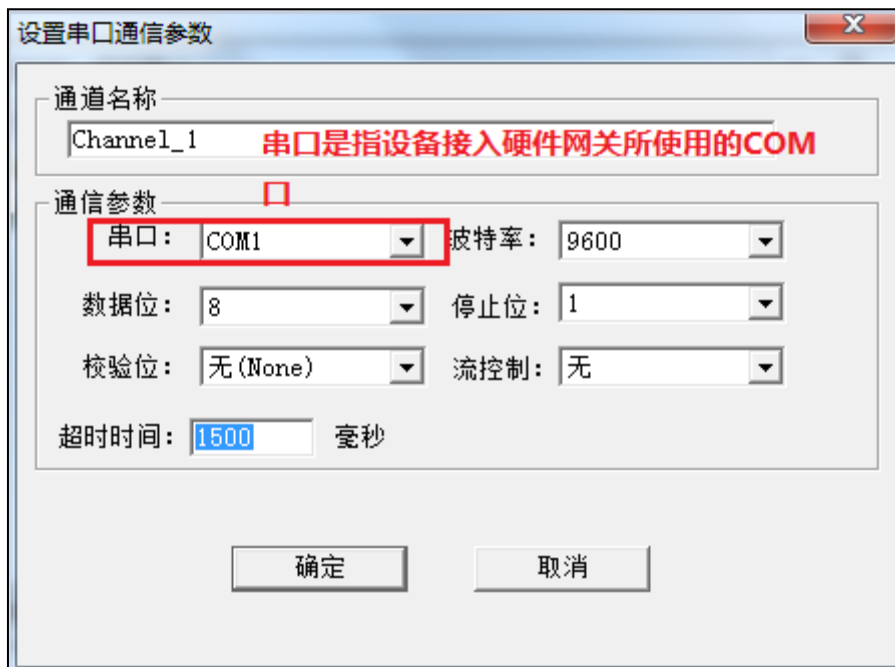 设置串口通信参数
通道名称
Channel_1
串口是指设备接入硬件网关所使用的COM
口
通信参数
串口: COM1 波特率: 9600
数据位: 8 停止位: 1
校验位: 无(None) 流控制: 无
超时时间: 1500 毫秒
确定 取消